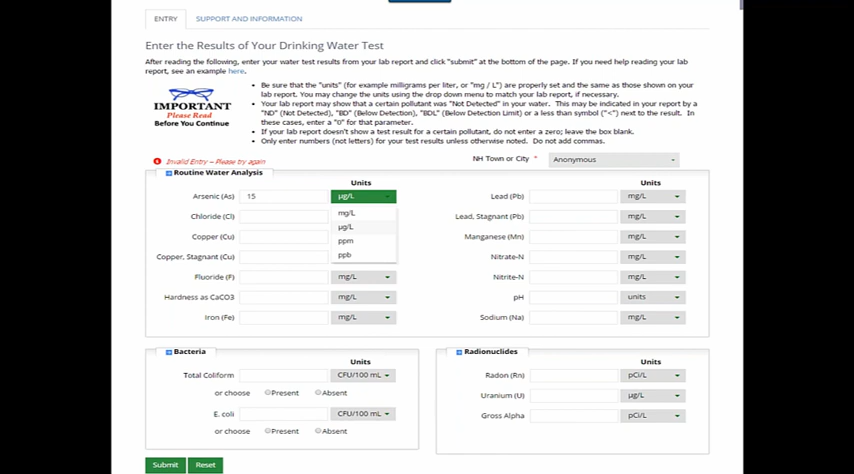 ENTRY
SUPPORT AND INFORMATION
Enter the Results of Your Drinking Water Test
After reading the following, enter your water test results from your lab report and click "submit" at the bottom of the page. If you need help reading your lab
report, see an example here.
IMPORTANT
Please Read
Before You Continue
Be sure that the "units" (for example milligrams per liter, or "mg / L") are properly set and the same as those shown on your
lab report. You may change the units using the drop down menu to match your lab report, if necessary.
Your lab report may show that a certain pollutant was "Not Detected" in your water. This may be indicated in your report by a
"ND" (Not Detected), "BD" (Below Detection), "BDL" (Below Detection Limit) or a less than symbol ("<") next to the result. In
these cases, enter a "0" for that parameter.
If your lab report doesn't show a test result for a certain pollutant, do not enter a zero; leave the box blank.
Only enter numbers (not letters) for your test results unless otherwise noted. Do not add commas.
Invalid Entry – Please try again
NH Town or City * Anonymous
Routine Water Analysis
Units
Arsenic (As) 15 µg/L
mg/L
µg/L
ppm
ppb
Chloride (Cl)
Copper (Cu)
Copper, Stagnant (Cu)
Fluoride (F) mg/L
Hardness as CaCO3 mg/L
Iron (Fe) mg/L
Units
Lead (Pb) mg/L
Lead, Stagnant (Pb) mg/L
Manganese (Mn) mg/L
Nitrate-N mg/L
Nitrite-N mg/L
pH units
Sodium (Na) mg/L
Bacteria
Units
Total Coliform CFU/100 mL
or choose Present Absent
E. coli CFU/100 mL
or choose Present Absent
Radionuclides
Units
Radon (Rn) pCi/L
Uranium (U) µg/L
Gross Alpha pCi/L
Submit Reset